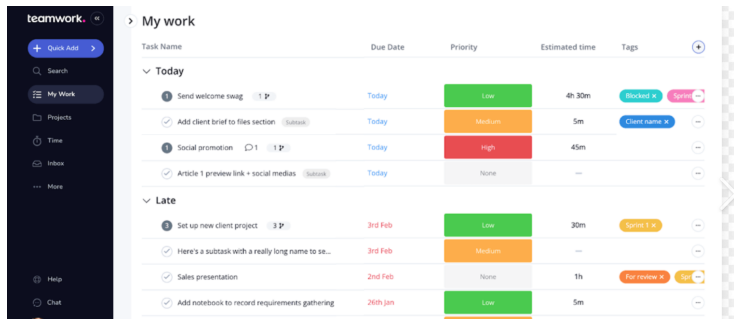 teamwork.
Quick Add
Search
My Work
Projects
Time
Inbox
More
Help
Chat
My work
Task Name Due Date Priority Estimated time Tags
Today
1 Send welcome swag 1 Today Low 4h 30m Blocked × Sprint
Add client brief to files section Subtask Today Medium 5m Client name ×
1 Social promotion 1 1 Today High 45m
Article 1 preview link + social medias Subtask Today None —
Late
3 Set up new client project 3 3rd Feb Low 30m Sprint 1 ×
Here's a subtask with a really long name to se... 3rd Feb Medium —
Sales presentation 2nd Feb None 1h For review × Spr
Add notebook to record requirements gathering 26th Jan Low 5m